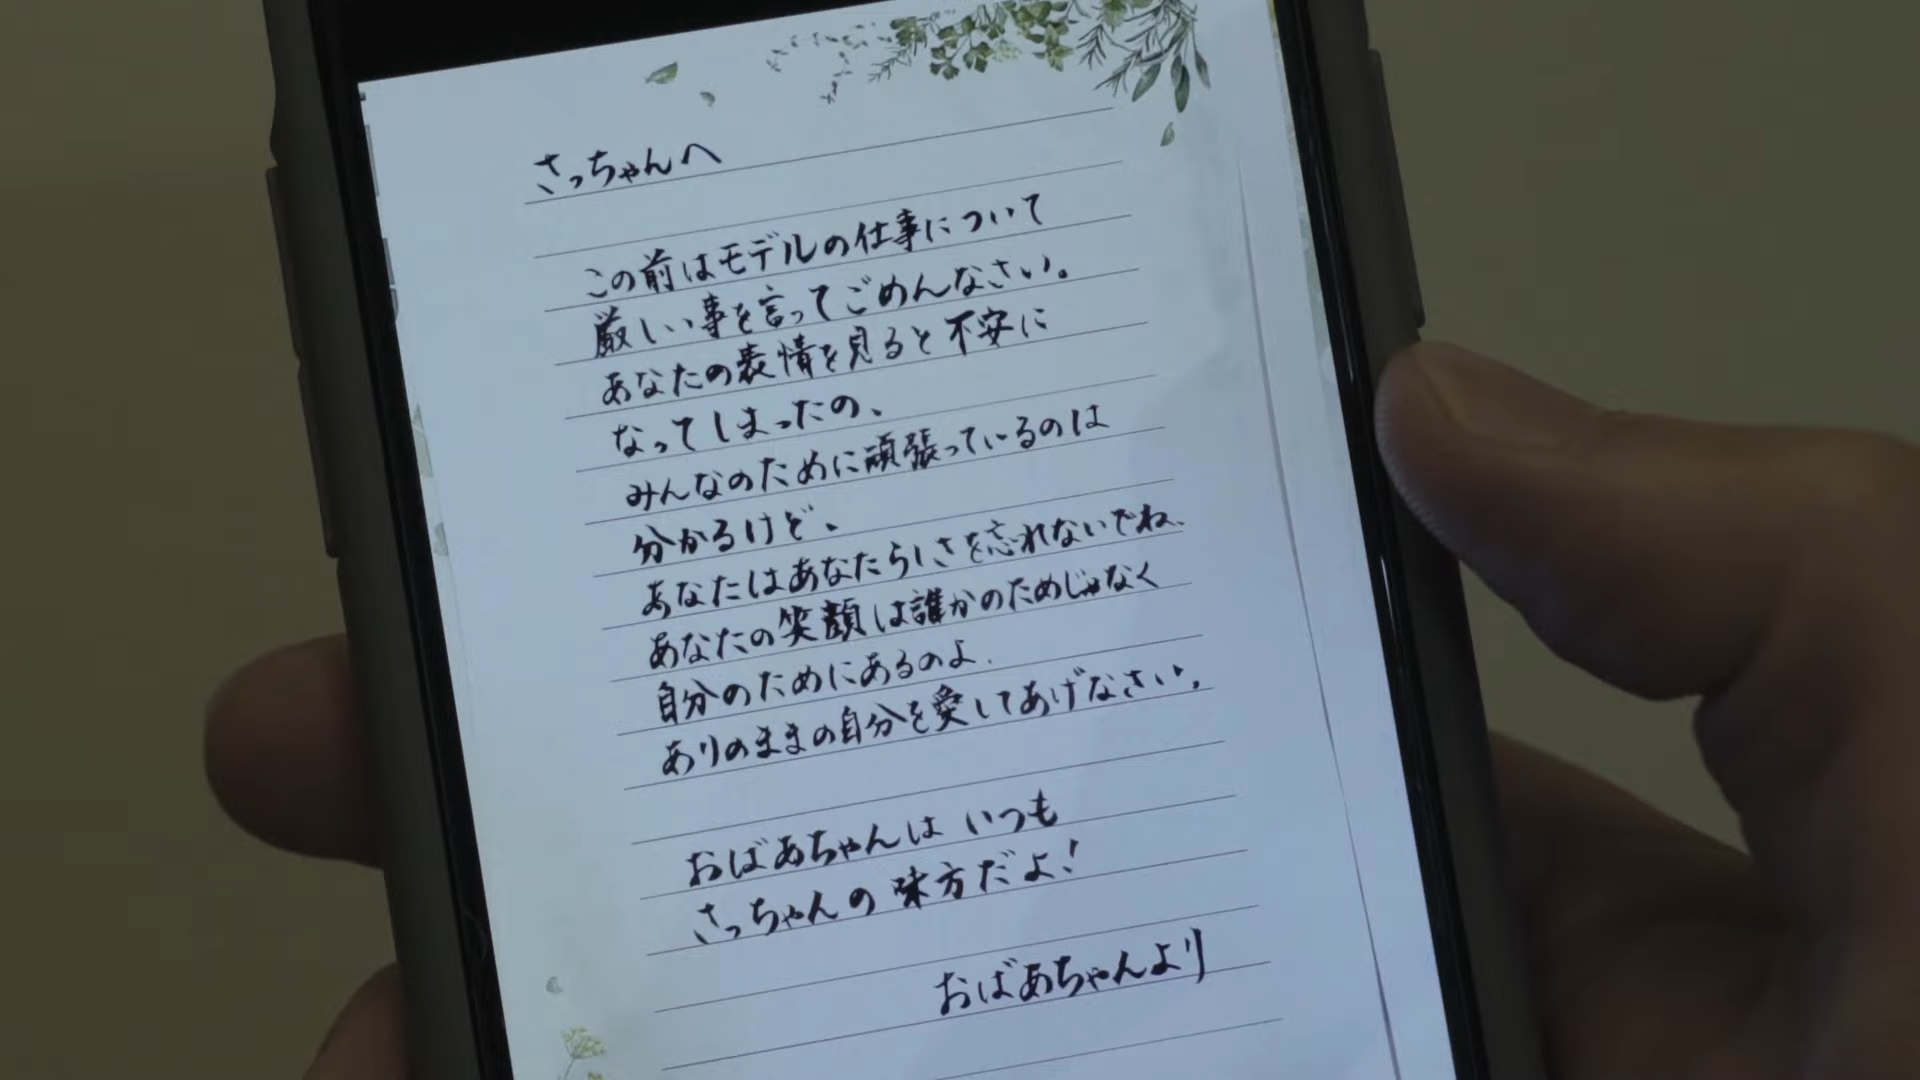 さっちゃんへ
この前はモデルの仕事について
厳しい事を言ってごめんなさい。
あなたの表情を見ると不安に
なってしまったの、
みんなのために頑張っているのは
分かるけど、
あなたはあなたらしさを忘れないでね、
あなたの笑顔は誰かのためじゃなく
自分のためにあるのよ.
ありのままの自分を愛してあげなさい。
おばあちゃんは いつも
さっちゃんの味方だよ!
おばあちゃんより